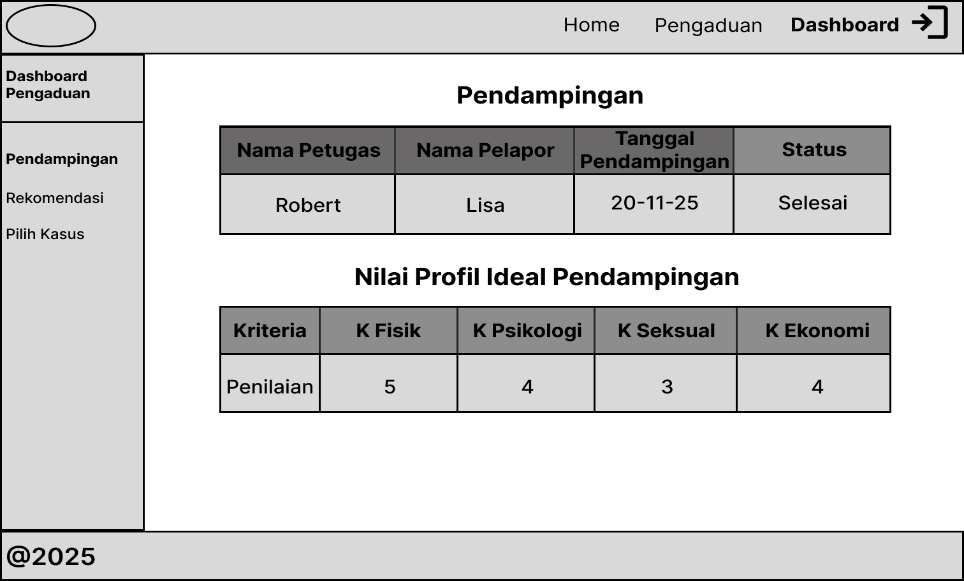 Home Pengaduan Dashboard
Dashboard
Pengaduan
Pendampingan
Rekomendasi
Pilih Kasus
Pendampingan
Nama Petugas Nama Pelapor Tanggal Pendampingan Status
Robert Lisa 20-11-25 Selesai
Nilai Profil Ideal Pendampingan
Kriteria K Fisik K Psikologi K Seksual K Ekonomi
Penilaian 5 4 3 4
@2025